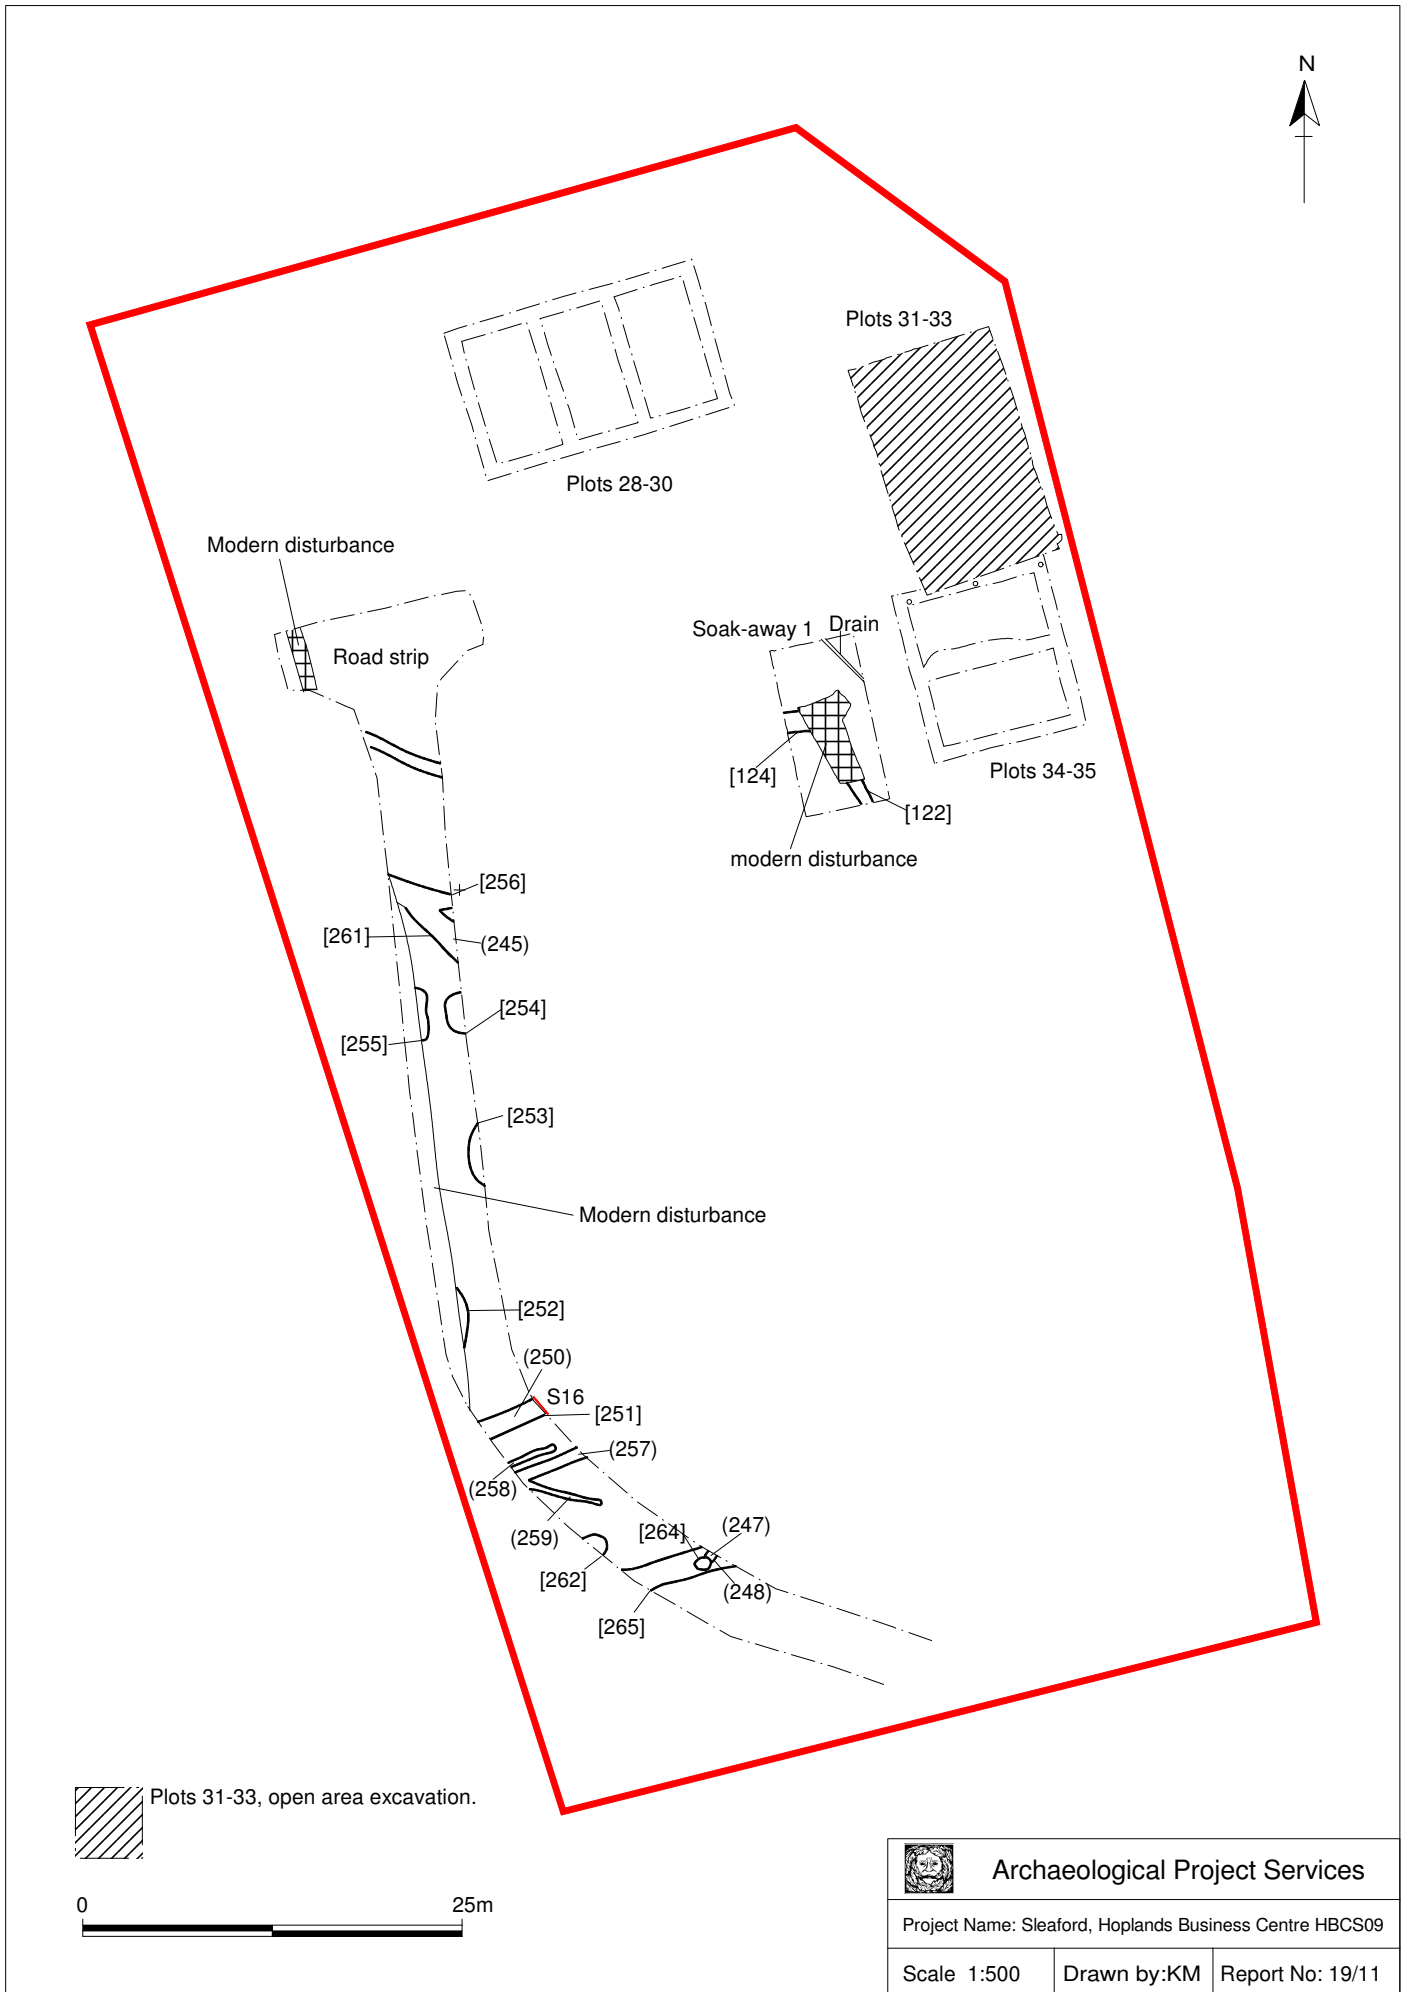 N
Plots 31-33
Plots 28-30
Modern disturbance
Soak-away 1
Drain
Road strip
[124]
Plots 34-35
[122]
modern disturbance
[256]
[261]
(245)
[254]
[255]
[253]
Modern disturbance
[252]
(250)
S16
[251]
(257)
(258)
(259)
[264]
(247)
[262]
(248)
[265]
Plots 31-33, open area excavation.
0 25m
Archaeological Project Services
Project Name: Sleaford, Hoplands Business Centre HBCS09
Scale 1:500
Drawn by:KM
Report No: 19/11